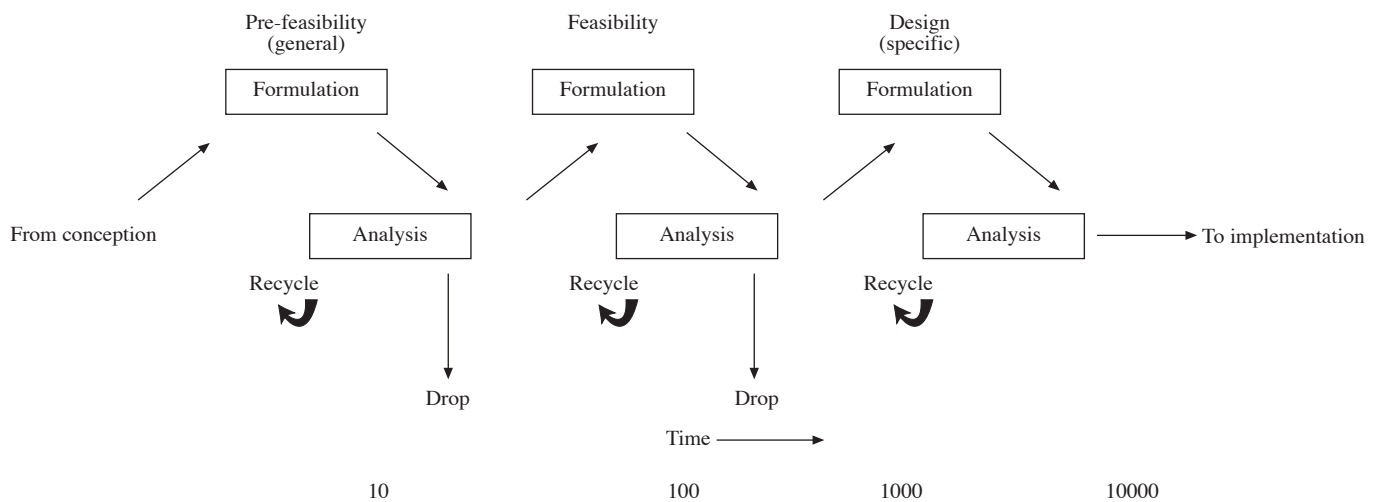 Pre-feasibility
(general)
Feasibility
Design
(specific)
Formulation
Formulation
Formulation
From conception
Analysis
Analysis
Analysis
To implementation
Recycle
Recycle
Recycle
Drop
Drop
Time
10
100
1000
10000